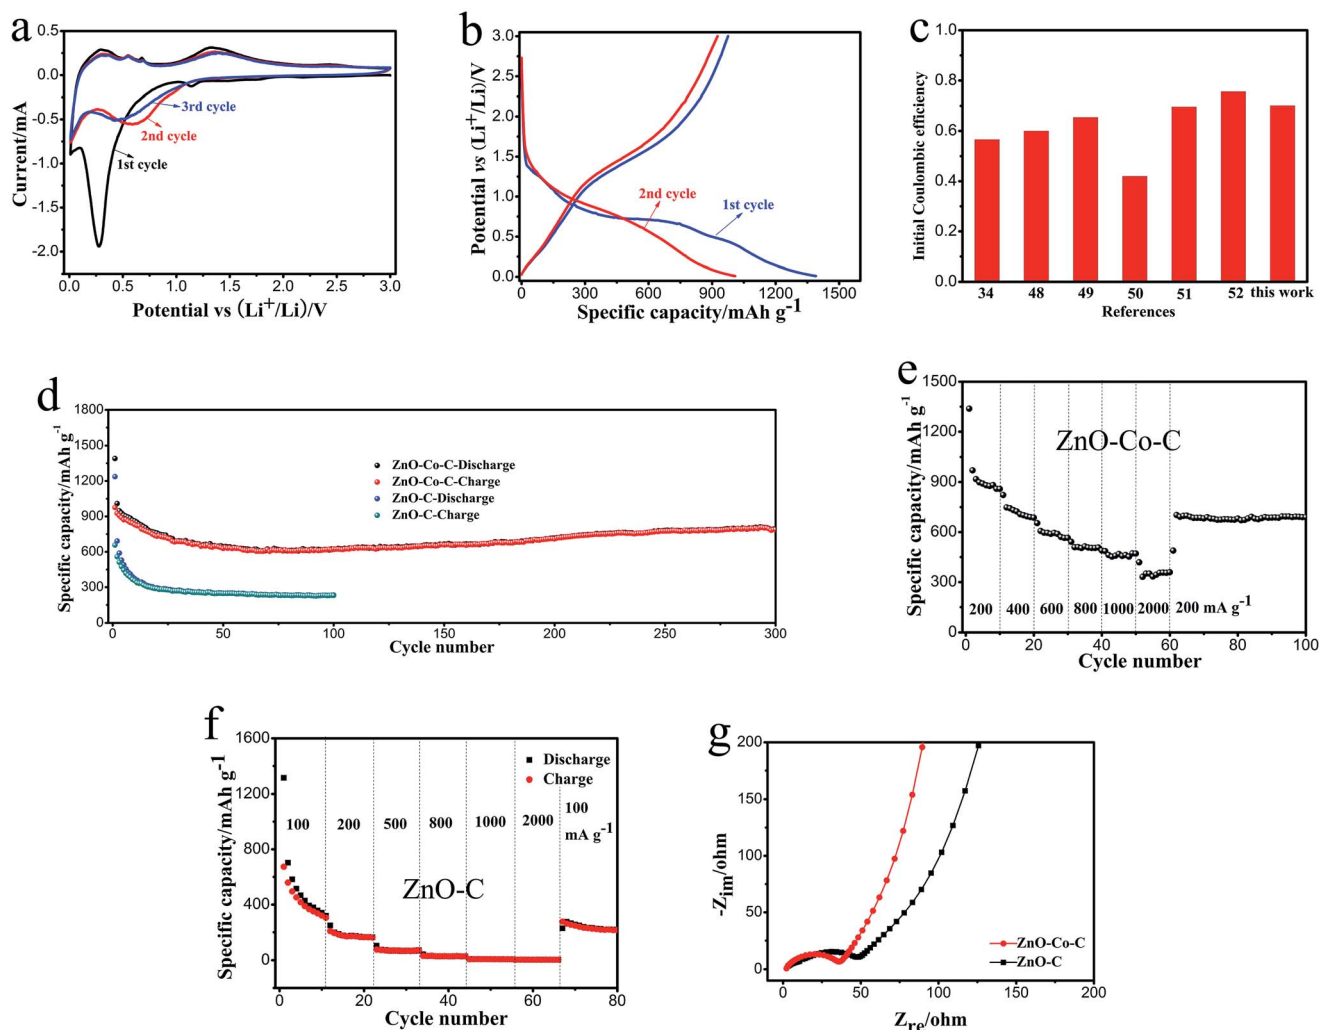 a
0.5
0.0
-0.5
-1.0
-1.5
-2.0
Current/mA
3rd cycle
2nd cycle
1st cycle
0.0 0.5 1.0 1.5 2.0 2.5 3.0
Potential vs (Li+/Li)/V
b
3.0
2.5
2.0
1.5
1.0
0.5
0.0
Potential vs (Li+/Li)/V
2nd cycle
1st cycle
0 300 600 900 1200 1500
Specific capacity/mAh g-1
c
1.0
0.8
0.6
0.4
0.2
0.0
Initial Coulombic efficiency
34 48 49 50 51 52 this work
References
d
1800
1500
1200
900
600
300
0
Specific capacity/mAh g-1
ZnO-Co-C-Discharge
ZnO-Co-C-Charge
ZnO-C-Discharge
ZnO-C-Charge
0 50 100 150 200 250 300
Cycle number
e
1500
1200
900
600
300
0
Specific capacity/mAh g-1
ZnO-Co-C
200 400 600 800 1000 2000 200 mA g-1
0 20 40 60 80 100
Cycle number
f
1600
1200
800
400
0
Specific capacity/mAh g-1
Discharge
Charge
100 200 500 800 1000 2000 100
mA g-1
ZnO-C
0 20 40 60 80
Cycle number
g
200
150
100
50
0
-Zim/ohm
ZnO-Co-C
ZnO-C
0 50 100 150 200
Zre/ohm